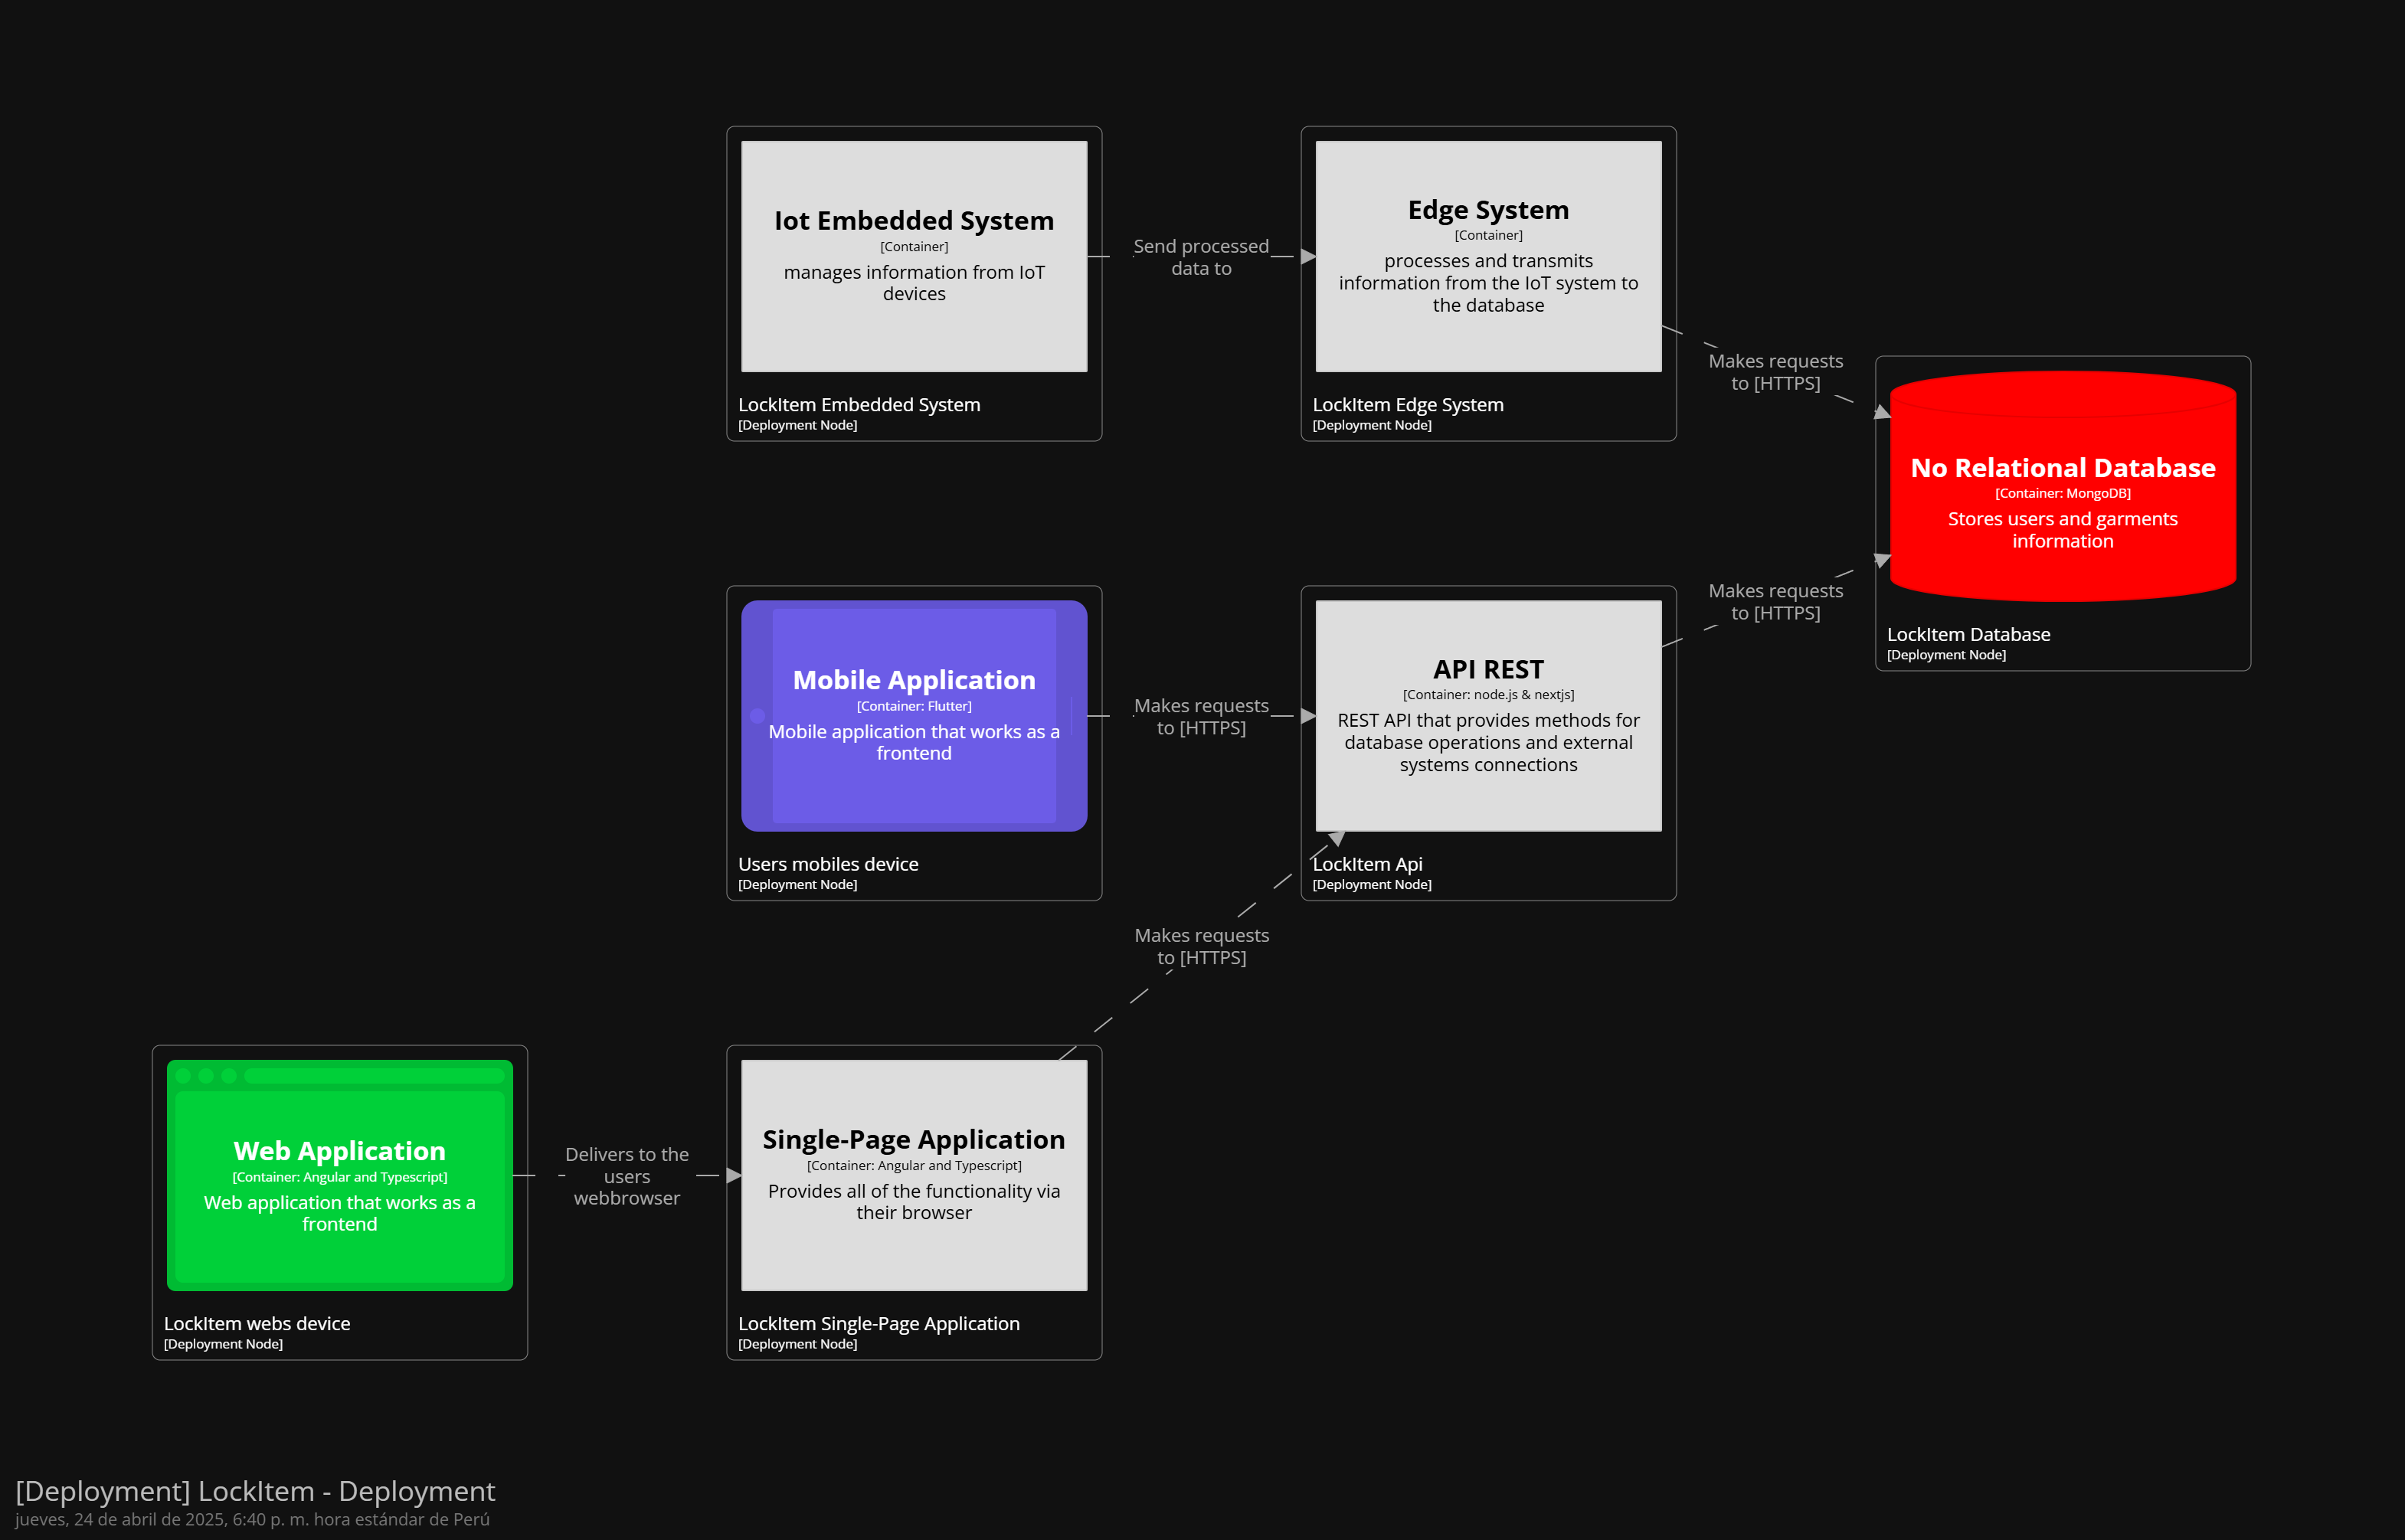 Iot Embedded System
[Container]
manages information from IoT
devices
LockItem Embedded System
[Deployment Node]
Send processed
data to
Edge System
[Container]
processes and transmits
information from the IoT system to
the database
LockItem Edge System
[Deployment Node]
Makes requests
to [HTTPS]
No Relational Database
[Container: MongoDB]
Stores users and garments
information
LockItem Database
[Deployment Node]
Mobile Application
[Container: Flutter]
Mobile application that works as a
frontend
Users mobiles device
[Deployment Node]
Makes requests
to [HTTPS]
API REST
[Container: node.js & nextjs]
REST API that provides methods for
database operations and external
systems connections
LockItem Api
[Deployment Node]
Makes requests
to [HTTPS]
Makes requests
to [HTTPS]
Web Application
[Container: Angular and Typescript]
Web application that works as a
frontend
LockItem webs device
[Deployment Node]
Delivers to the
users
webbrowser
Single-Page Application
[Container: Angular and Typescript]
Provides all of the functionality via
their browser
LockItem Single-Page Application
[Deployment Node]
[Deployment] LockItem - Deployment
jueves, 24 de abril de 2025, 6:40 p. m. hora estándar de Perú